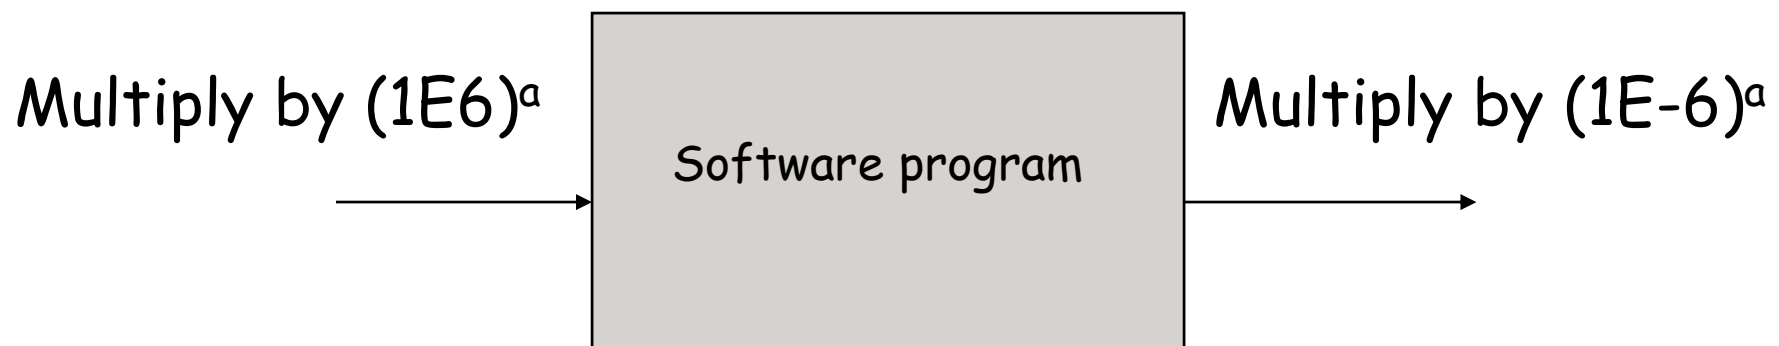 Multiply by (1E6)ᵃ
Software program
Multiply by (1E-6)ᵃ